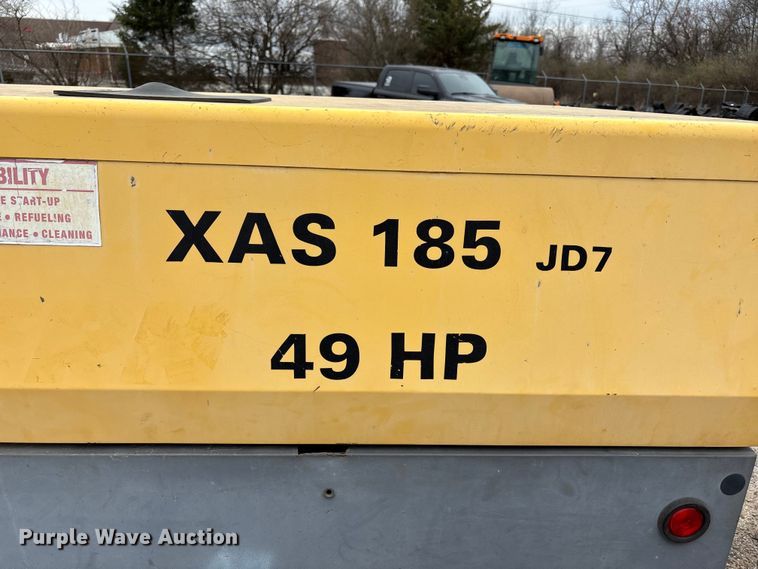 BILITY
E START-UP
• REFUELING
ANCE • CLEANING
XAS 185 JD7
49 HP
Purple Wave Auction